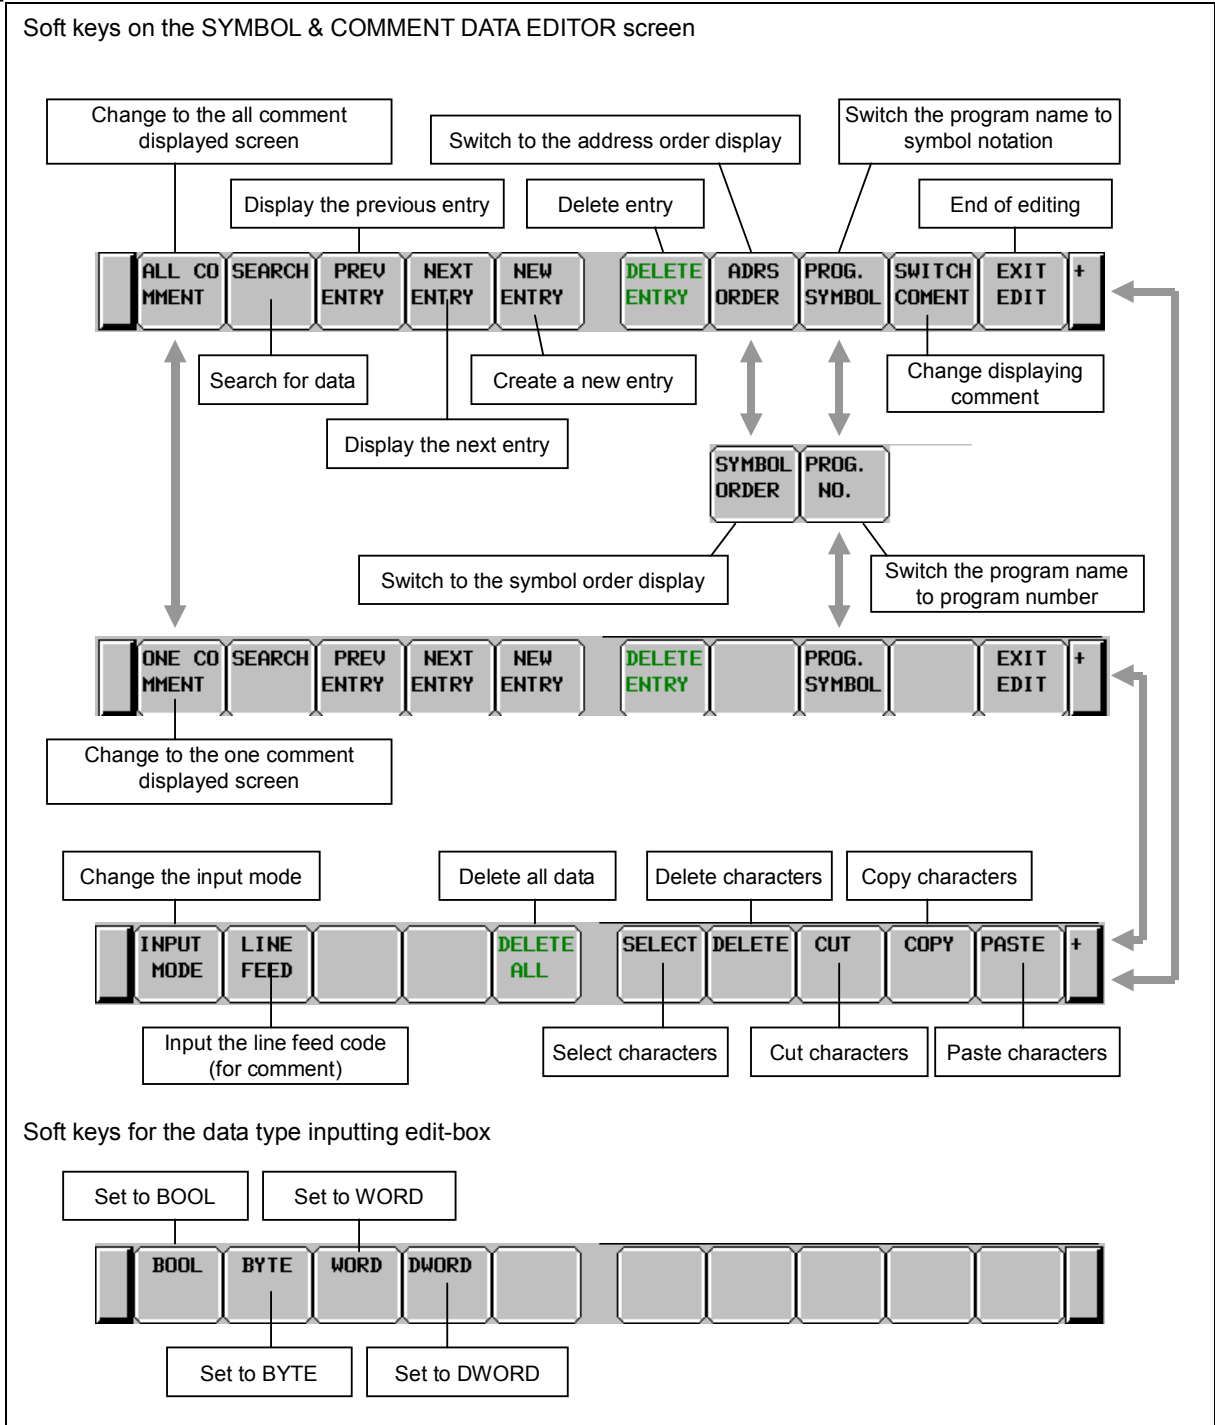 Soft keys on the SYMBOL & COMMENT DATA EDITOR screen
Change to the all comment
displayed screen
Switch to the address order display
Switch the program name to
symbol notation
Display the previous entry
Delete entry
End of editing
ALL CO
MMENT
SEARCH
PREV
ENTRY
NEXT
ENTRY
NEW
ENTRY
DELETE
ENTRY
ADRS
ORDER
PROG.
SYMBOL
SWITCH
COMENT
EXIT
EDIT
+
Search for data
Create a new entry
Change displaying
comment
Display the next entry
SYMBOL
ORDER
PROG.
NO.
Switch to the symbol order display
Switch the program name
to program number
ONE CO
MMENT
SEARCH
PREV
ENTRY
NEXT
ENTRY
NEW
ENTRY
DELETE
ENTRY
PROG.
SYMBOL
EXIT
EDIT
+
Change to the one comment
displayed screen
Change the input mode
Delete all data
Delete characters
Copy characters
INPUT
MODE
LINE
FEED
DELETE
ALL
SELECT
DELETE
CUT
COPY
PASTE
+
Input the line feed code
(for comment)
Select characters
Cut characters
Paste characters
Soft keys for the data type inputting edit-box
Set to BOOL
Set to WORD
BOOL
BYTE
WORD
DWORD
Set to BYTE
Set to DWORD